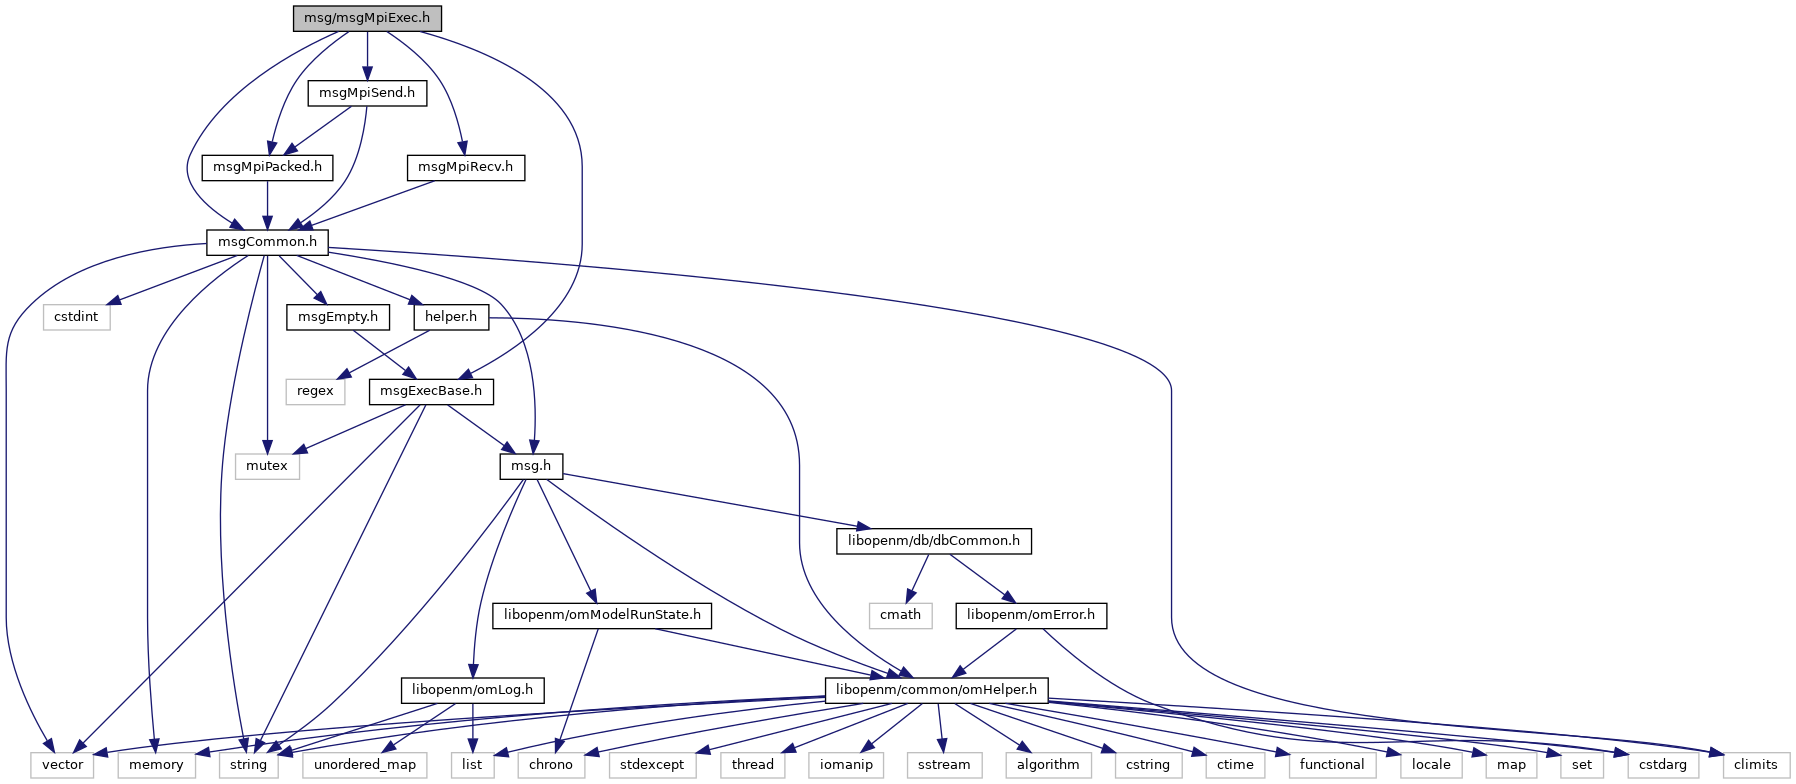 msg/msgMpiExec.h
msgMpiSend.h
msgMpiPacked.h
msgMpiRecv.h
msgCommon.h
cstdint
msgEmpty.h
helper.h
regex
msgExecBase.h
mutex
msg.h
libopenm/db/dbCommon.h
libopenm/omModelRunState.h
cmath
libopenm/omError.h
libopenm/omLog.h
libopenm/common/omHelper.h
vector
memory
string
unordered_map
list
chrono
stdexcept
thread
iomanip
sstream
algorithm
cstring
ctime
functional
locale
map
set
cstdarg
climits